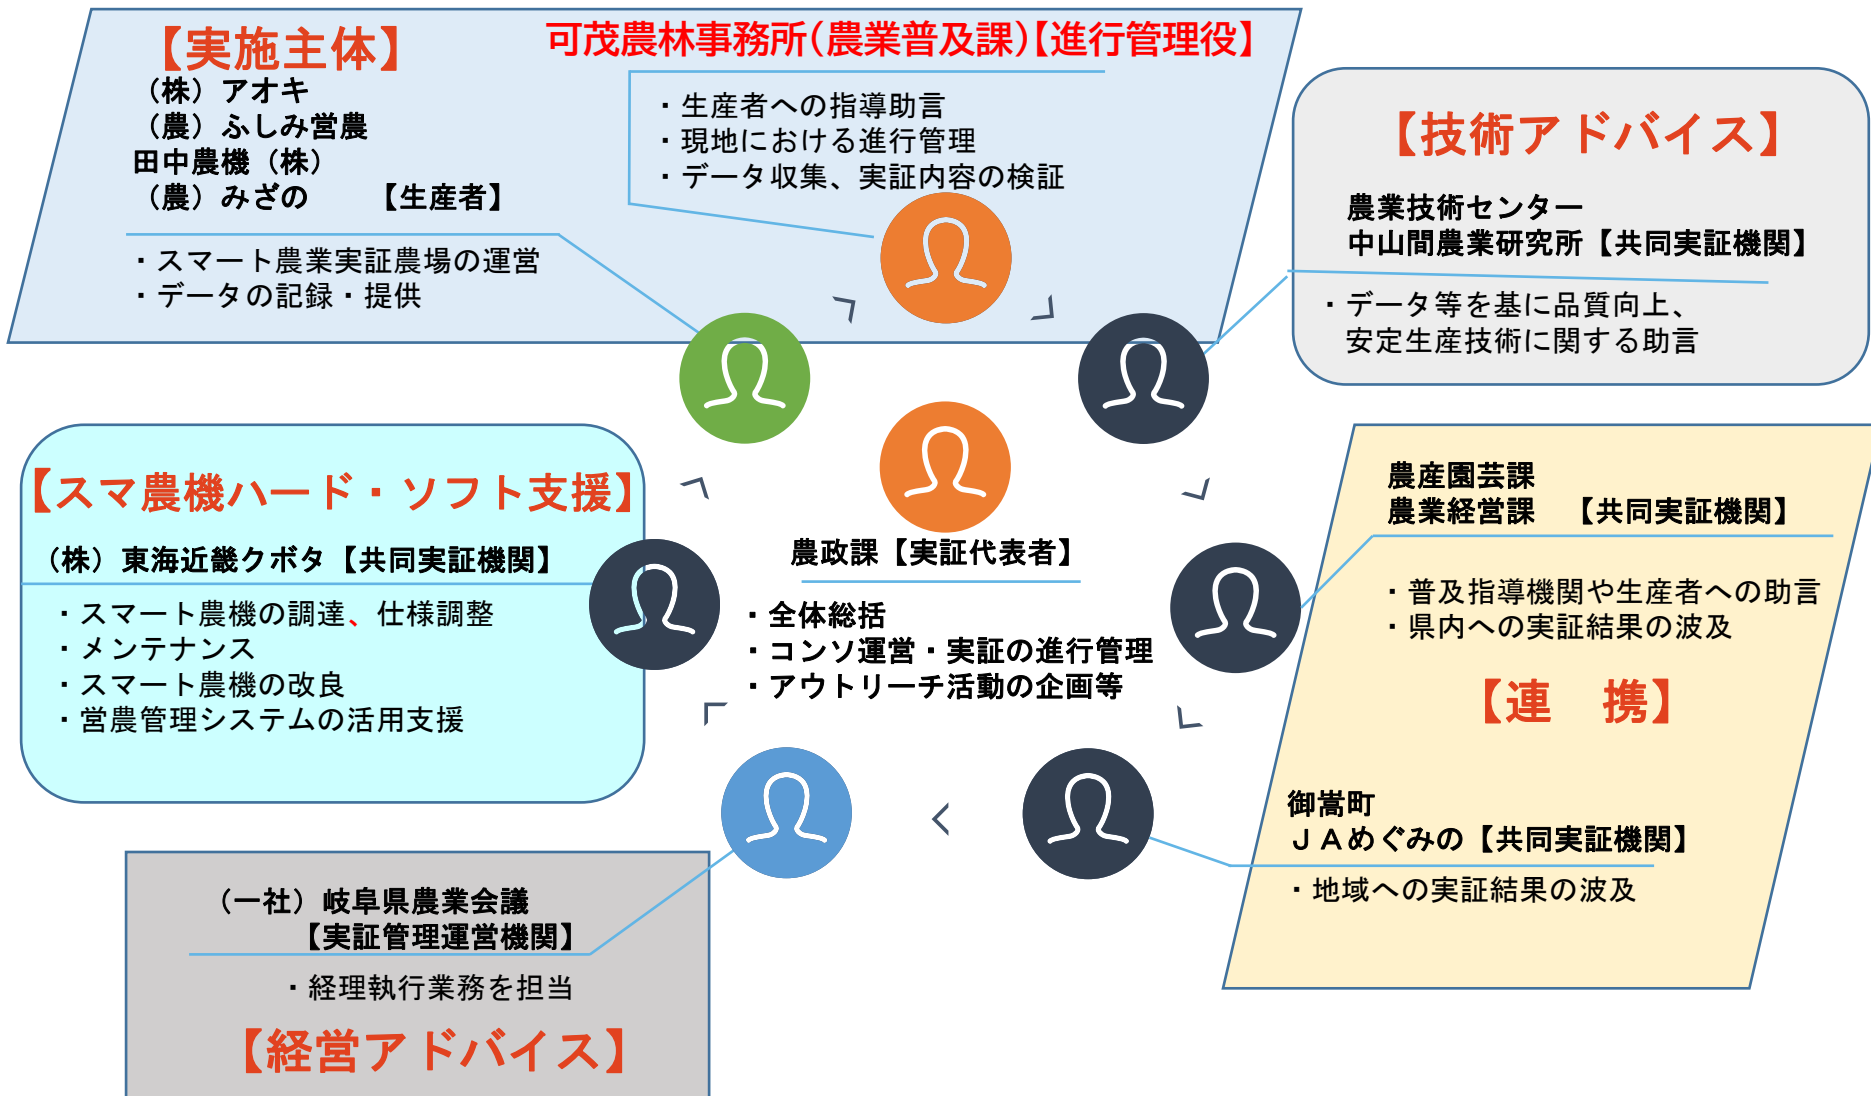 【実施主体】
（株）アオキ
（農）ふしみ営農
田中農機（株）
（農）みざの　　【生産者】
・スマート農業実証農場の運営
・データの記録・提供
可茂農林事務所(農業普及課)【進行管理役】
・生産者への指導助言
・現地における進行管理
・データ収集、実証内容の検証
【技術アドバイス】
農業技術センター
中山間農業研究所【共同実証機関】
・データ等を基に品質向上、
安定生産技術に関する助言
【スマ農機ハード・ソフト支援】
（株）東海近畿クボタ【共同実証機関】
・スマート農機の調達、仕様調整
・メンテナンス
・スマート農機の改良
・営農管理システムの活用支援
農政課【実証代表者】
・全体総括
・コンソ運営・実証の進行管理
・アウトリーチ活動の企画等
農産園芸課
農業経営課　【共同実証機関】
・普及指導機関や生産者への助言
・県内への実証結果の波及
【連　携】
御嵩町
ＪＡめぐみの【共同実証機関】
・地域への実証結果の波及
（一社）岐阜県農業会議
【実証管理運営機関】
・経理執行業務を担当
【経営アドバイス】